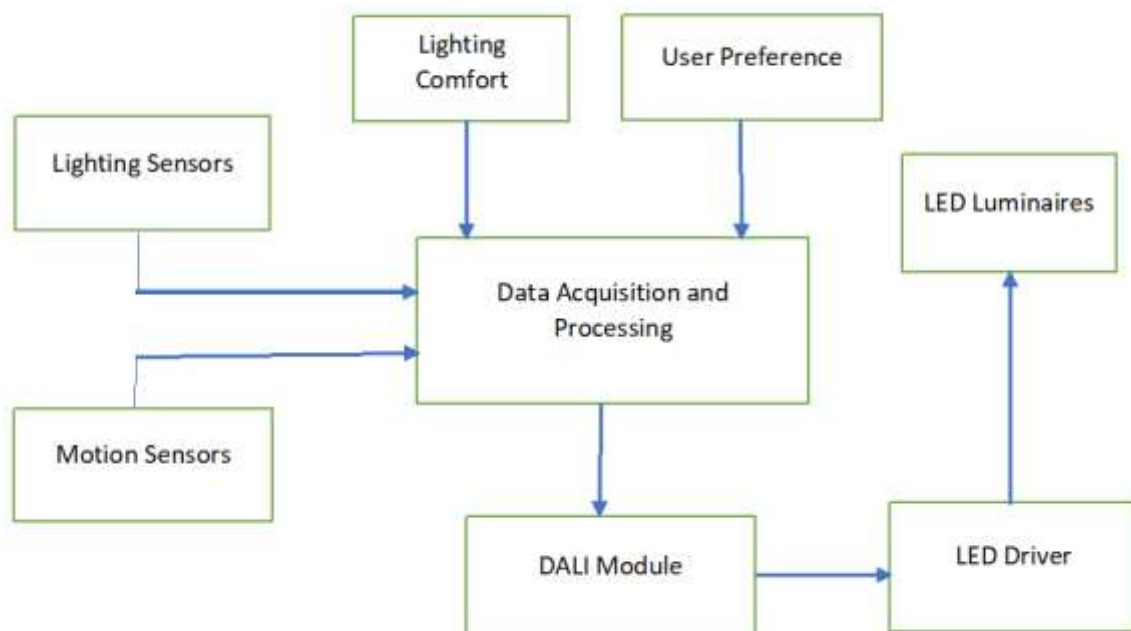 Lighting
Comfort
User Preference
Lighting Sensors
LED Luminaires
Data Acquisition and
Processing
Motion Sensors
DALI Module
LED Driver